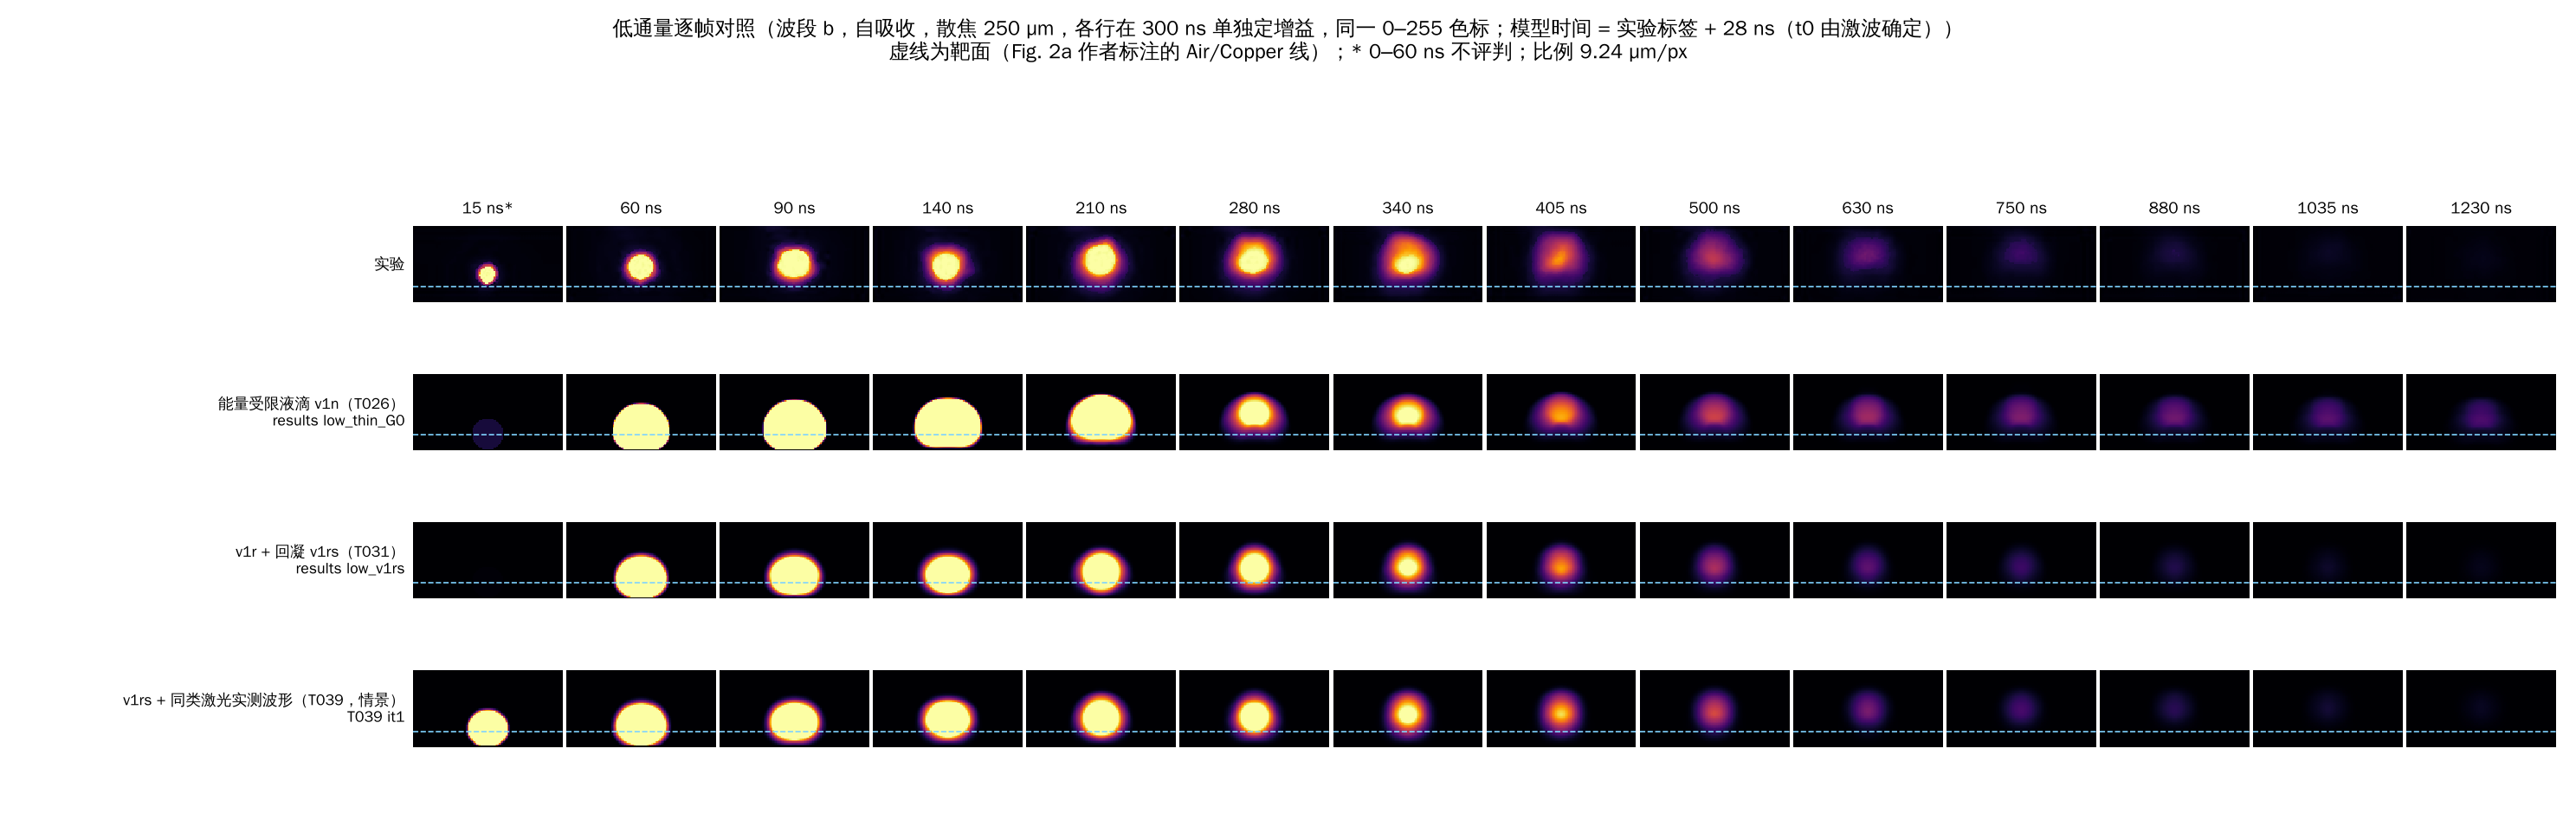 低通量逐帧对照（波段 b，自吸收，散焦 250 μm，各行在 300 ns 单独定增益，同一 0–255 色标；模型时间 = 实验标签 + 28 ns（t0 由激波确定））
虚线为靶面（Fig. 2a 作者标注的 Air/Copper 线）；* 0–60 ns 不评判；比例 9.24 μm/px
15 ns* 60 ns 90 ns 140 ns 210 ns 280 ns 340 ns 405 ns 500 ns 630 ns 750 ns 880 ns 1035 ns 1230 ns
实验
能量受限液滴 v1n（T026）
results low_thin_G0
v1r + 回凝 v1rs（T031）
results low_v1rs
v1rs + 同类激光实测波形（T039，情景）
T039 it1